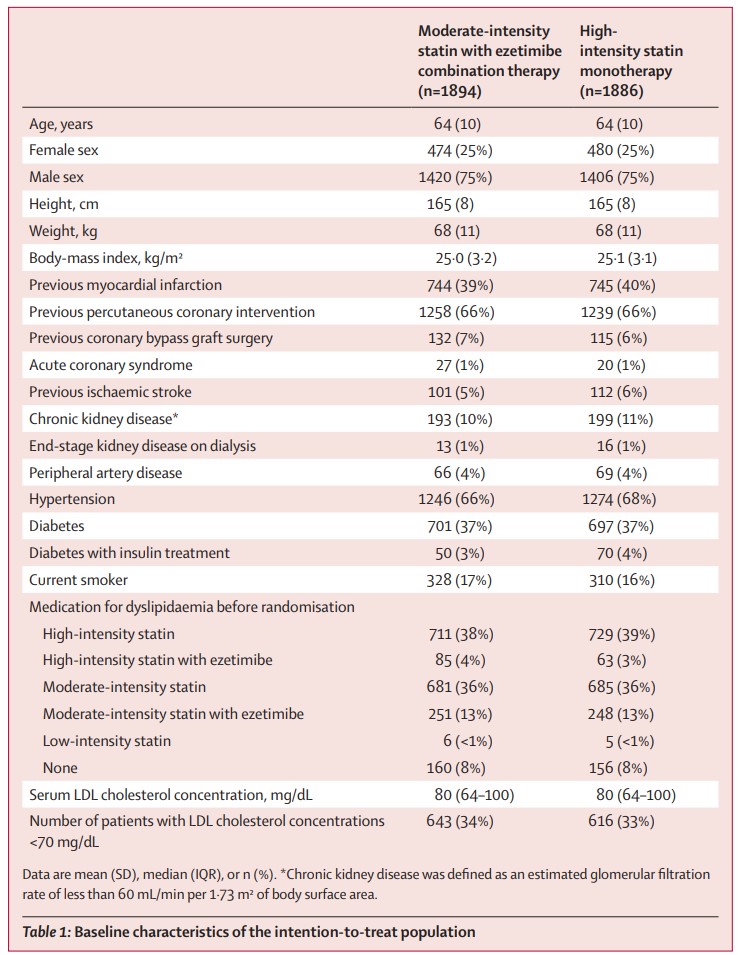 Moderate-intensity statin with ezetimibe combination therapy (n=1894) High-intensity statin monotherapy (n=1886)
Age, years 64 (10) 64 (10)
Female sex 474 (25%) 480 (25%)
Male sex 1420 (75%) 1406 (75%)
Height, cm 165 (8) 165 (8)
Weight, kg 68 (11) 68 (11)
Body-mass index, kg/m² 25·0 (3·2) 25·1 (3·1)
Previous myocardial infarction 744 (39%) 745 (40%)
Previous percutaneous coronary intervention 1258 (66%) 1239 (66%)
Previous coronary bypass graft surgery 132 (7%) 115 (6%)
Acute coronary syndrome 27 (1%) 20 (1%)
Previous ischaemic stroke 101 (5%) 112 (6%)
Chronic kidney disease* 193 (10%) 199 (11%)
End-stage kidney disease on dialysis 13 (1%) 16 (1%)
Peripheral artery disease 66 (4%) 69 (4%)
Hypertension 1246 (66%) 1274 (68%)
Diabetes 701 (37%) 697 (37%)
Diabetes with insulin treatment 50 (3%) 70 (4%)
Current smoker 328 (17%) 310 (16%)
Medication for dyslipidaemia before randomisation
High-intensity statin 711 (38%) 729 (39%)
High-intensity statin with ezetimibe 85 (4%) 63 (3%)
Moderate-intensity statin 681 (36%) 685 (36%)
Moderate-intensity statin with ezetimibe 251 (13%) 248 (13%)
Low-intensity statin 6 (<1%) 5 (<1%)
None 160 (8%) 156 (8%)
Serum LDL cholesterol concentration, mg/dL 80 (64–100) 80 (64–100)
Number of patients with LDL cholesterol concentrations 643 (34%) 616 (33%)
<70 mg/dL
Data are mean (SD), median (IQR), or n (%). *Chronic kidney disease was defined as an estimated glomerular filtration
rate of less than 60 mL/min per 1·73 m² of body surface area.
Table 1: Baseline characteristics of the intention-to-treat population